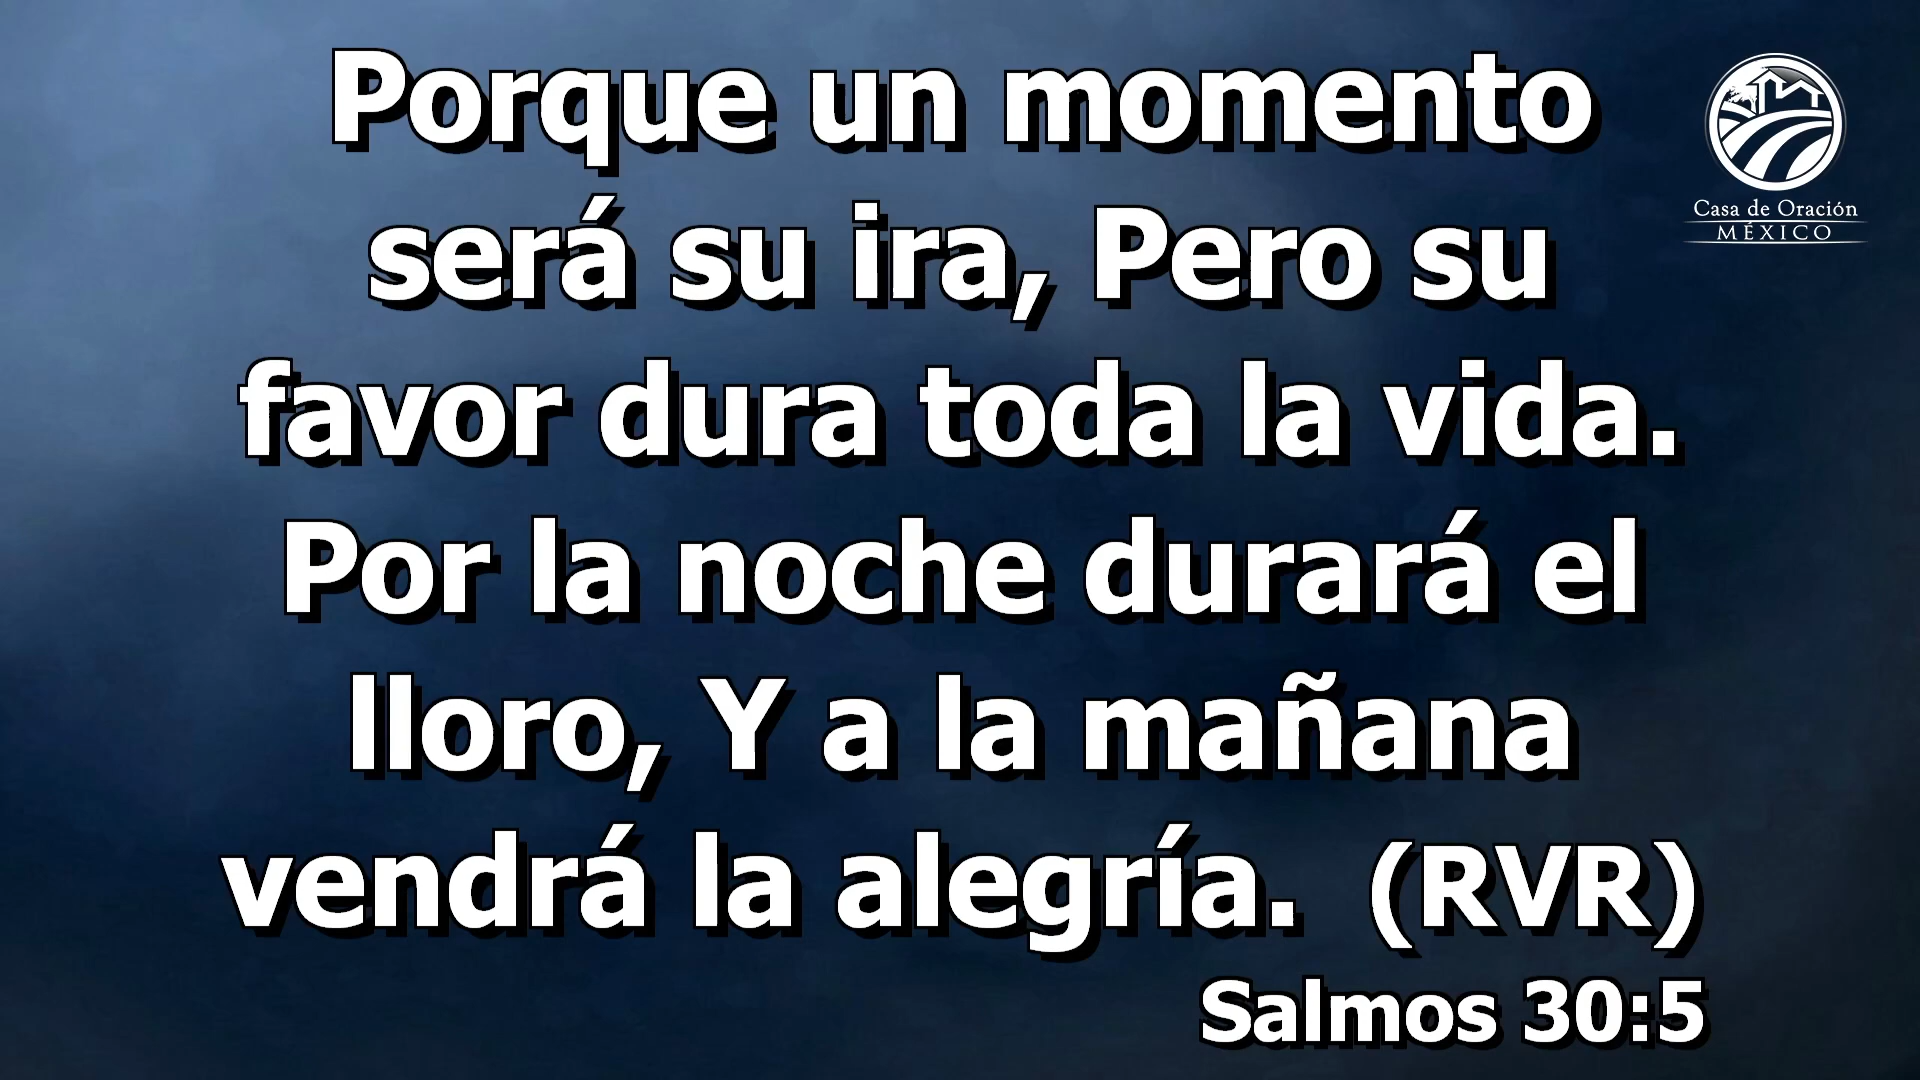 Porque un momento
será su ira, Pero su
favor dura toda la vida.
Por la noche durará el
lloro, Y a la mañana
vendrá la alegría.  (RVR)
Salmos 30:5
Casa de Oración
MÉXICO